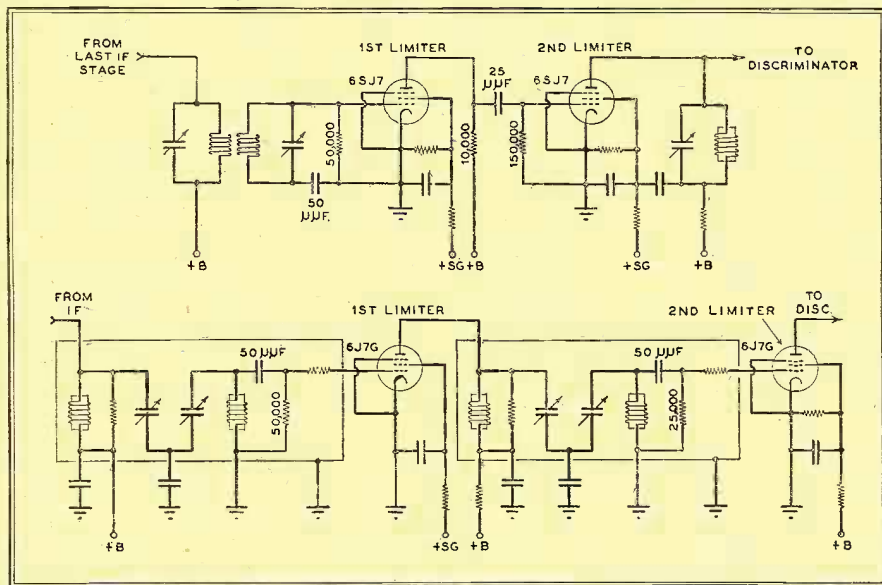 FROM
LAST IF
STAGE
1ST LIMITER
6SJ7
50,000
50
µµF.
10,000
25
µµF
2ND LIMITER
6SJ7
150,000
TO
DISCRIMINATOR
+B
+SG
+B
+SG
+B
FROM
IF
50 µµF
50,000
1ST LIMITER
6J7G
50 µµF
25,000
2ND LIMITER
6J7G
TO
DISC.
+B
+SG
+B
+B